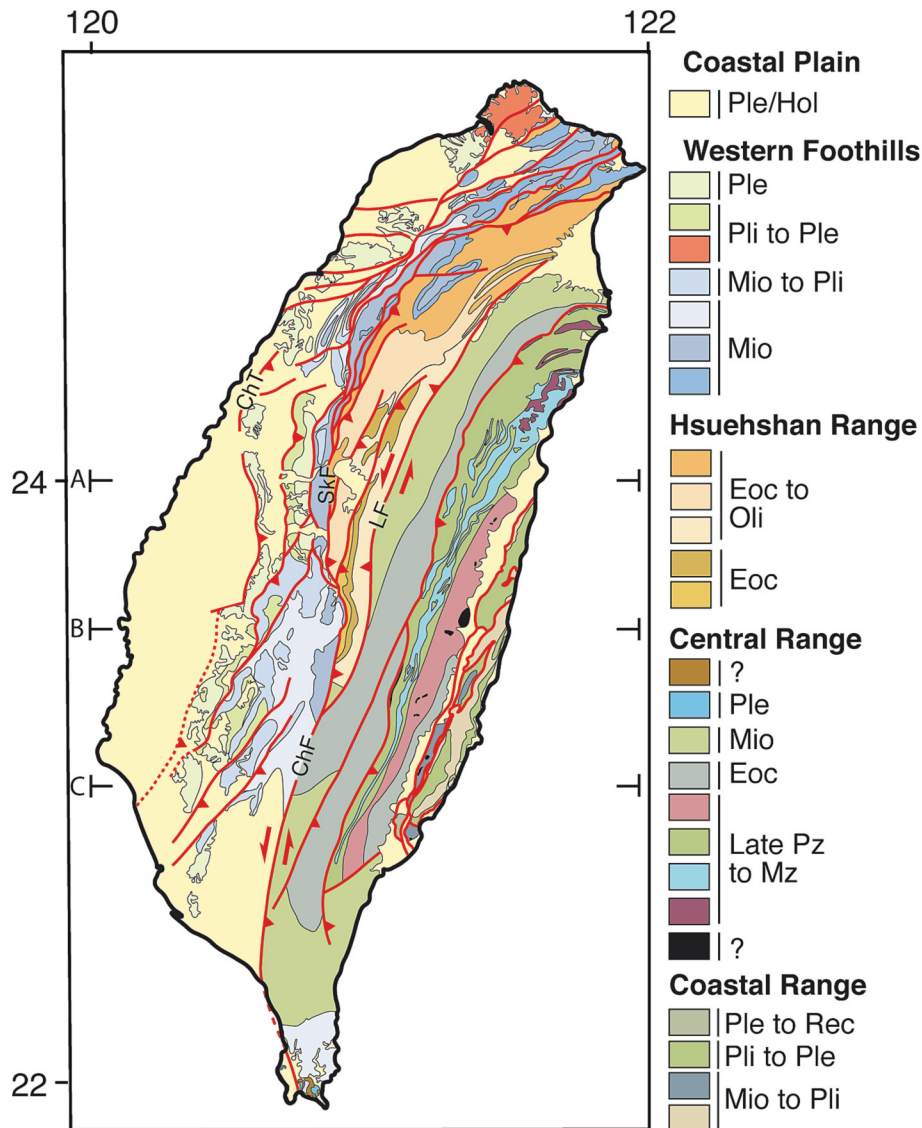 120
122
24
22
A
B
C
ChT
SkF
LF
ChF
Coastal Plain
Ple/Hol
Western Foothills
Ple
Pli to Ple
Mio to Pli
Mio
Hsuehshan Range
Eoc to
Oli
Eoc
Central Range
?
Ple
Mio
Eoc
Late Pz
to Mz
?
Coastal Range
Ple to Rec
Pli to Ple
Mio to Pli